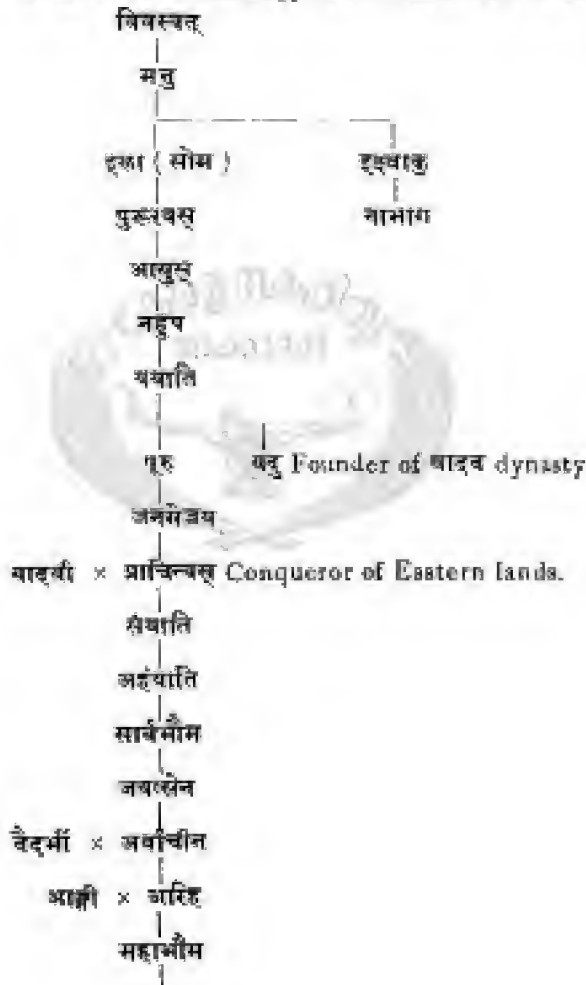 विवस्वत्
मनु
इला ( सोम ) इक्ष्वाकु
पुरूरवस् नाभाग
आयुस्
नहुष
ययाति
पूरु यदु Founder of यादव dynasty
जनमेजय
यादवी × प्राचिन्वस् Conqueror of Eastern lands.
संयाति
अहंयाति
सार्वभौम
जयत्सेन
वैदर्भी × अर्वाचीन
आङ्गी × अरिह
महाभौम